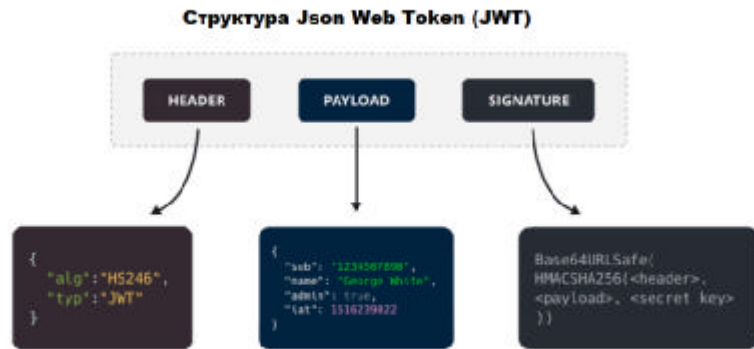 Структура Json Web Token (JWT)
HEADER
PAYLOAD
SIGNATURE
{
"alg":"HS246",
"typ":"JWT"
}
{
"sub": "1234567890",
"name": "George White",
"admin": true,
"iat": 1516239022
}
Base64URLSafe(
HMACSHA256(<header>,
<payload>, <secret key>
))